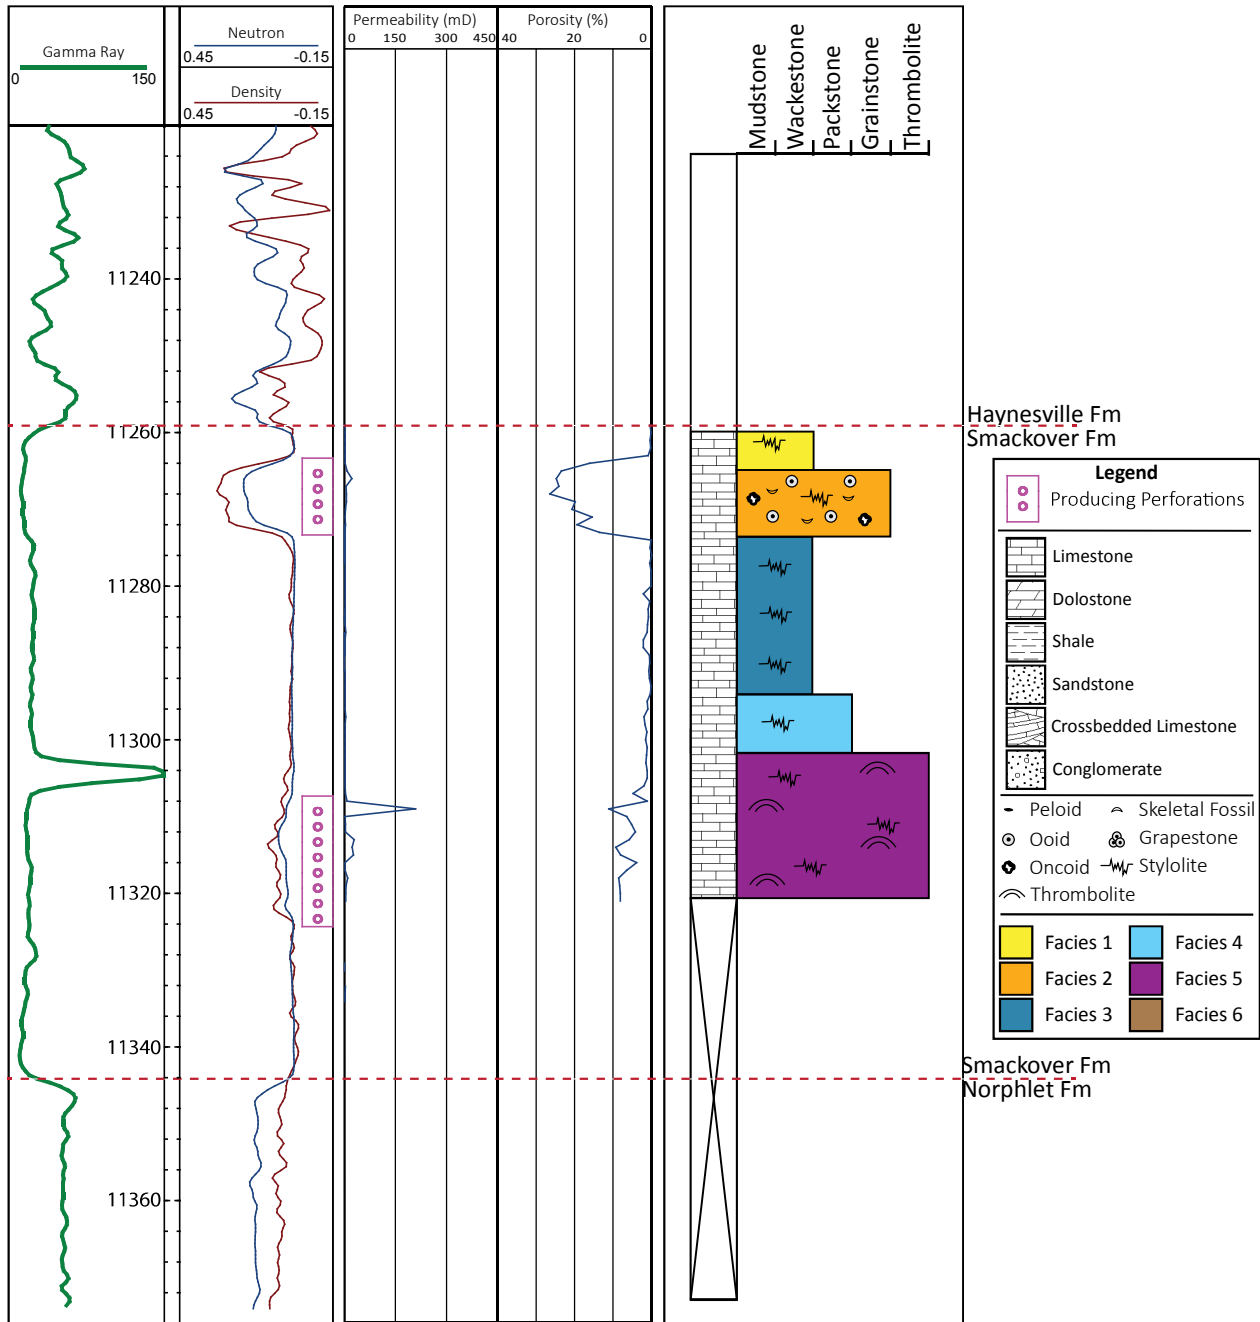 Gamma Ray
0 150
Neutron
0.45 -0.15
Density
0.45 -0.15
Permeability (mD)
0 150 300 450
Porosity (%)
40 20 0
Mudstone
Wackestone
Packstone
Grainstone
Thrombolite
11240
11260
11280
11300
11320
11340
11360
Haynesville Fm
Smackover Fm
Smackover Fm
Norphlet Fm
Legend
Producing Perforations
Limestone
Dolostone
Shale
Sandstone
Crossbedded Limestone
Conglomerate
Peloid Skeletal Fossil
Ooid Grapestone
Oncoid Stylolite
Thrombolite
Facies 1 Facies 4
Facies 2 Facies 5
Facies 3 Facies 6